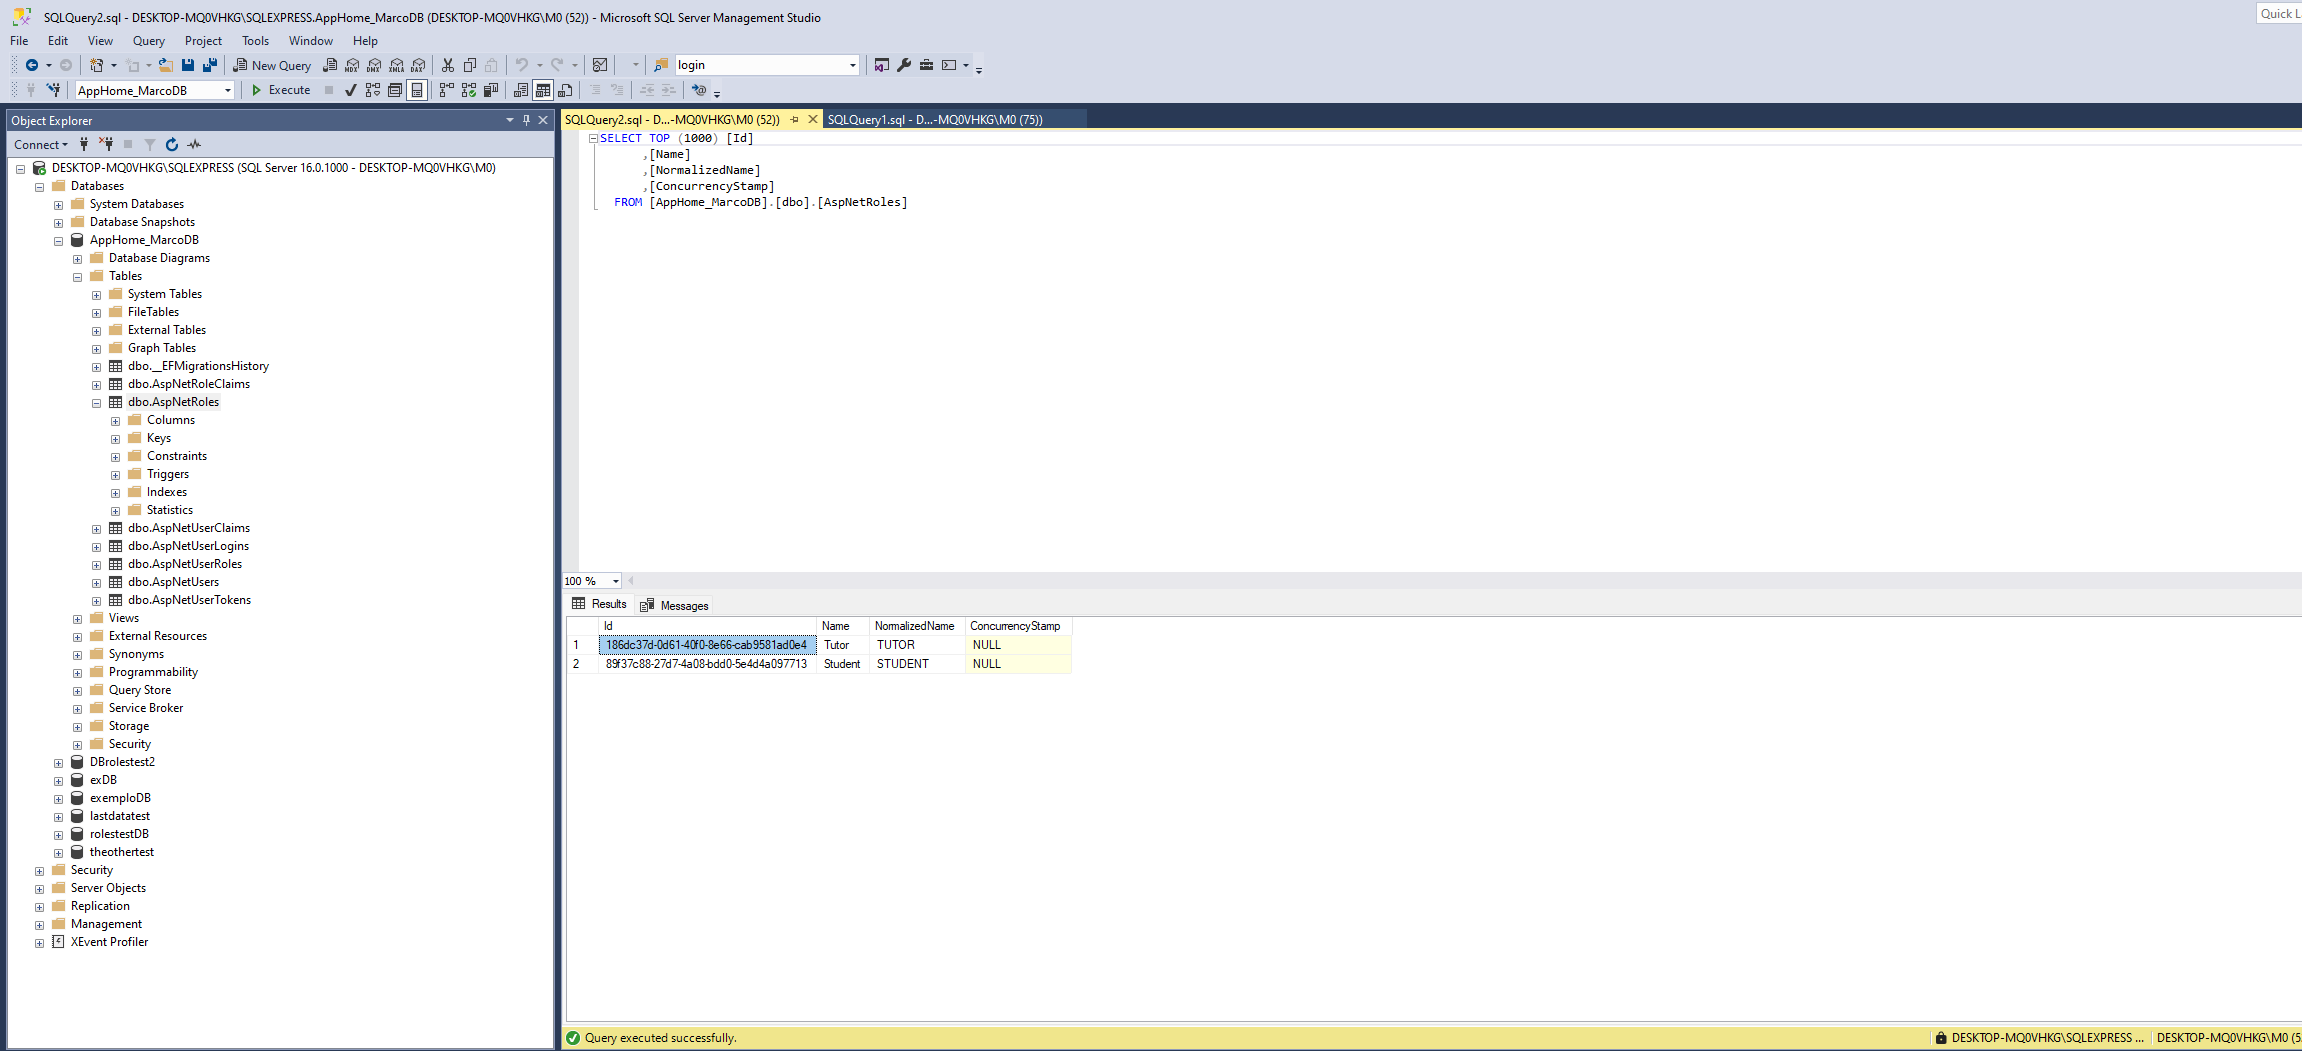 SQLQuery2.sql - DESKTOP-MQ0VHKG\SQLEXPRESS.AppHome_MarcoDB (DESKTOP-MQ0VHKG\M0 (52)) - Microsoft SQL Server Management Studio
Quick L
File Edit View Query Project Tools Window Help
New Query login
AppHome_MarcoDB Execute
Object Explorer
Connect
DESKTOP-MQ0VHKG\SQLEXPRESS (SQL Server 16.0.1000 - DESKTOP-MQ0VHKG\M0)
Databases
System Databases
Database Snapshots
AppHome_MarcoDB
Database Diagrams
Tables
System Tables
FileTables
External Tables
Graph Tables
dbo.__EFMigrationsHistory
dbo.AspNetRoleClaims
dbo.AspNetRoles
Columns
Keys
Constraints
Triggers
Indexes
Statistics
dbo.AspNetUserClaims
dbo.AspNetUserLogins
dbo.AspNetUserRoles
dbo.AspNetUsers
dbo.AspNetUserTokens
Views
External Resources
Synonyms
Programmability
Query Store
Service Broker
Storage
Security
DBrolestest2
exDB
exemploDB
lastdatatest
rolestestDB
theothertest
Security
Server Objects
Replication
Management
XEvent Profiler
SQLQuery2.sql - D...-MQ0VHKG\M0 (52)) SQLQuery1.sql - D...-MQ0VHKG\M0 (75))
SELECT TOP (1000) [Id]
,[Name]
,[NormalizedName]
,[ConcurrencyStamp]
FROM [AppHome_MarcoDB].[dbo].[AspNetRoles]
100 %
Results Messages
Id Name NormalizedName ConcurrencyStamp
1 186dc37d-0d61-40f0-8e66-cab9581ad0e4 Tutor TUTOR NULL
2 89f37c88-27d7-4a08-bdd0-5e4d4a097713 Student STUDENT NULL
Query executed successfully. DESKTOP-MQ0VHKG\SQLEXPRESS ... DESKTOP-MQ0VHKG\M0 (5